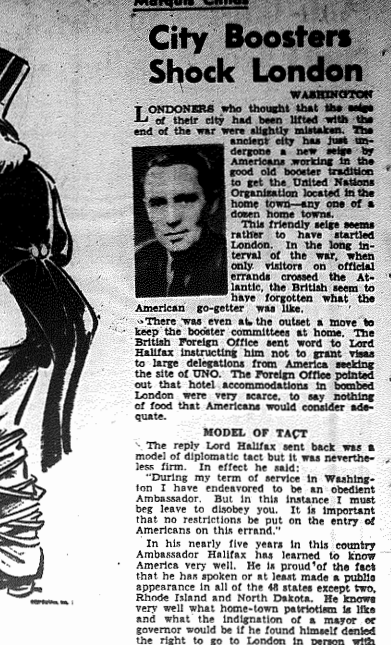 Marquis Childs
City Boosters
Shock London
WASHINGTON
LONDONERS who thought that the seige
of their city had been lifted with the
end of the war were slightly mistaken. The
ancient city has just un-
dergone a new seige by
Americans working in the
good old booster tradition
to get the United Nations
Organization located in the
home town—any one of a
dozen home towns.
This friendly seige seems
rather to have startled
London. In the long in-
terval of the war, when
only visitors on official
errands crossed the At-
lantic, the British seem to
have forgotten what the
American go-getter was like.
There was even at the outset a move to
keep the booster committees at home. The
British Foreign Office sent word to Lord
Halifax instructing him not to grant visas
to large delegations from America seeking
the site of UNO. The Foreign Office pointed
out that hotel accommodations in bombed
London were very scarce, to say nothing
of food that Americans would consider ade-
quate.
MODEL OF TACT
The reply Lord Halifax sent back was a
model of diplomatic tact but it was neverthe-
less firm. In effect he said:
"During my term of service in Washing-
ton I have endeavored to be an obedient
Ambassador. But in this instance I must
beg leave to disobey you. It is important
that no restrictions be put on the entry of
Americans on this errand."
In his nearly five years in this country
Ambassador Halifax has learned to know
America very well. He is proud of the fact
that he has spoken or at least made a public
appearance in all of the 48 states except two,
Rhode Island and North Dakota. He knows
very well what home-town patriotism is like
and what the indignation of a mayor or
governor would be if he found himself denied
the right to go to London in person with